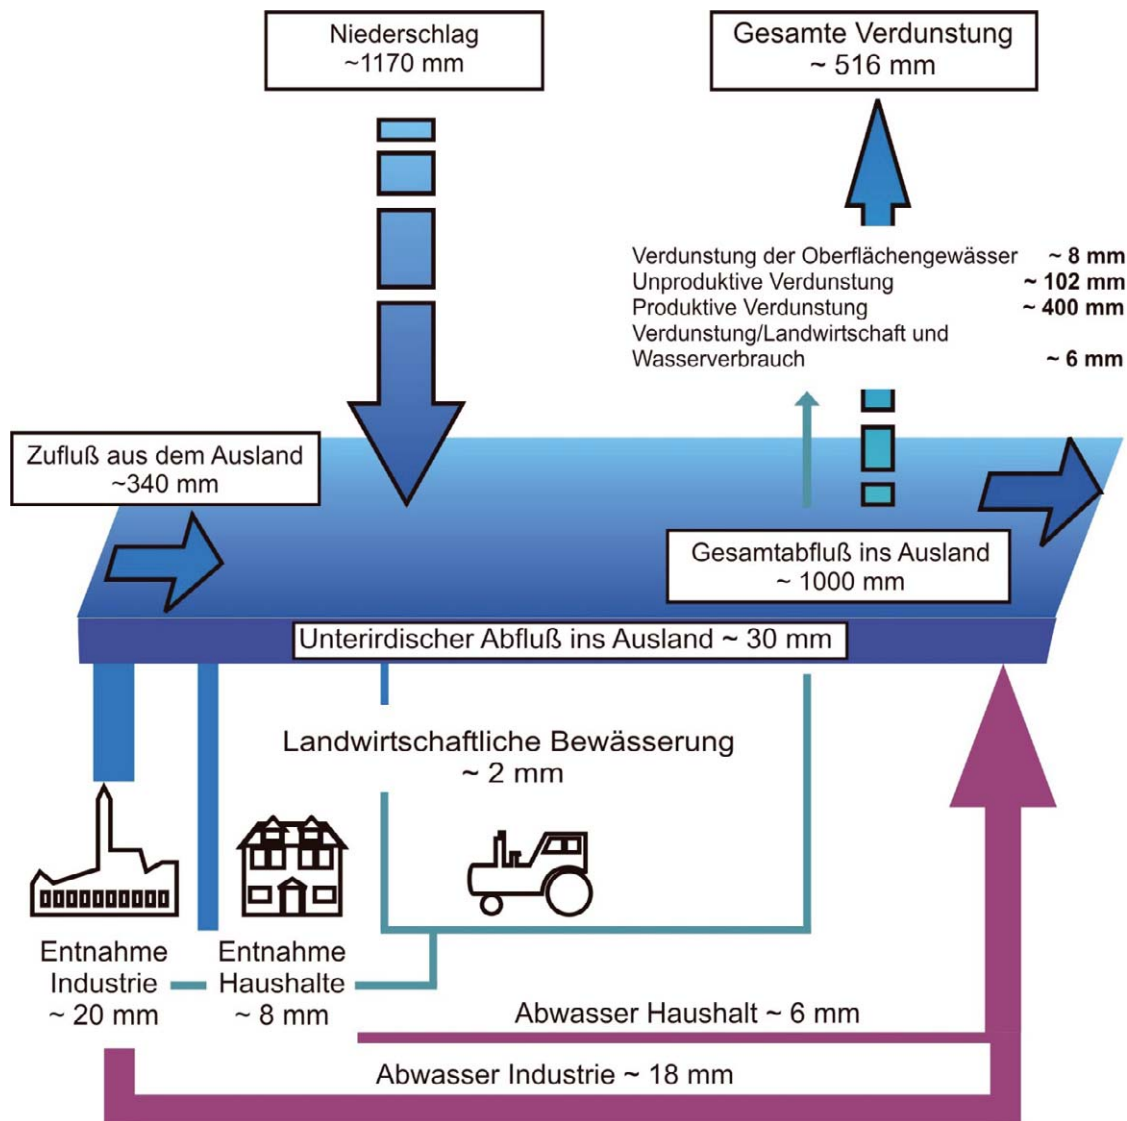 Niederschlag
~1170 mm
Gesamte Verdunstung
~ 516 mm
Verdunstung der Oberflächengewässer ~ 8 mm
Unproduktive Verdunstung ~ 102 mm
Produktive Verdunstung ~ 400 mm
Verdunstung/Landwirtschaft und
Wasserverbrauch ~ 6 mm
Zufluß aus dem Ausland
~340 mm
Gesamtabfluß ins Ausland
~ 1000 mm
Unterirdischer Abfluß ins Ausland ~ 30 mm
Landwirtschaftliche Bewässerung
~ 2 mm
Entnahme
Industrie
~ 20 mm
Entnahme
Haushalte
~ 8 mm
Abwasser Haushalt ~ 6 mm
Abwasser Industrie ~ 18 mm